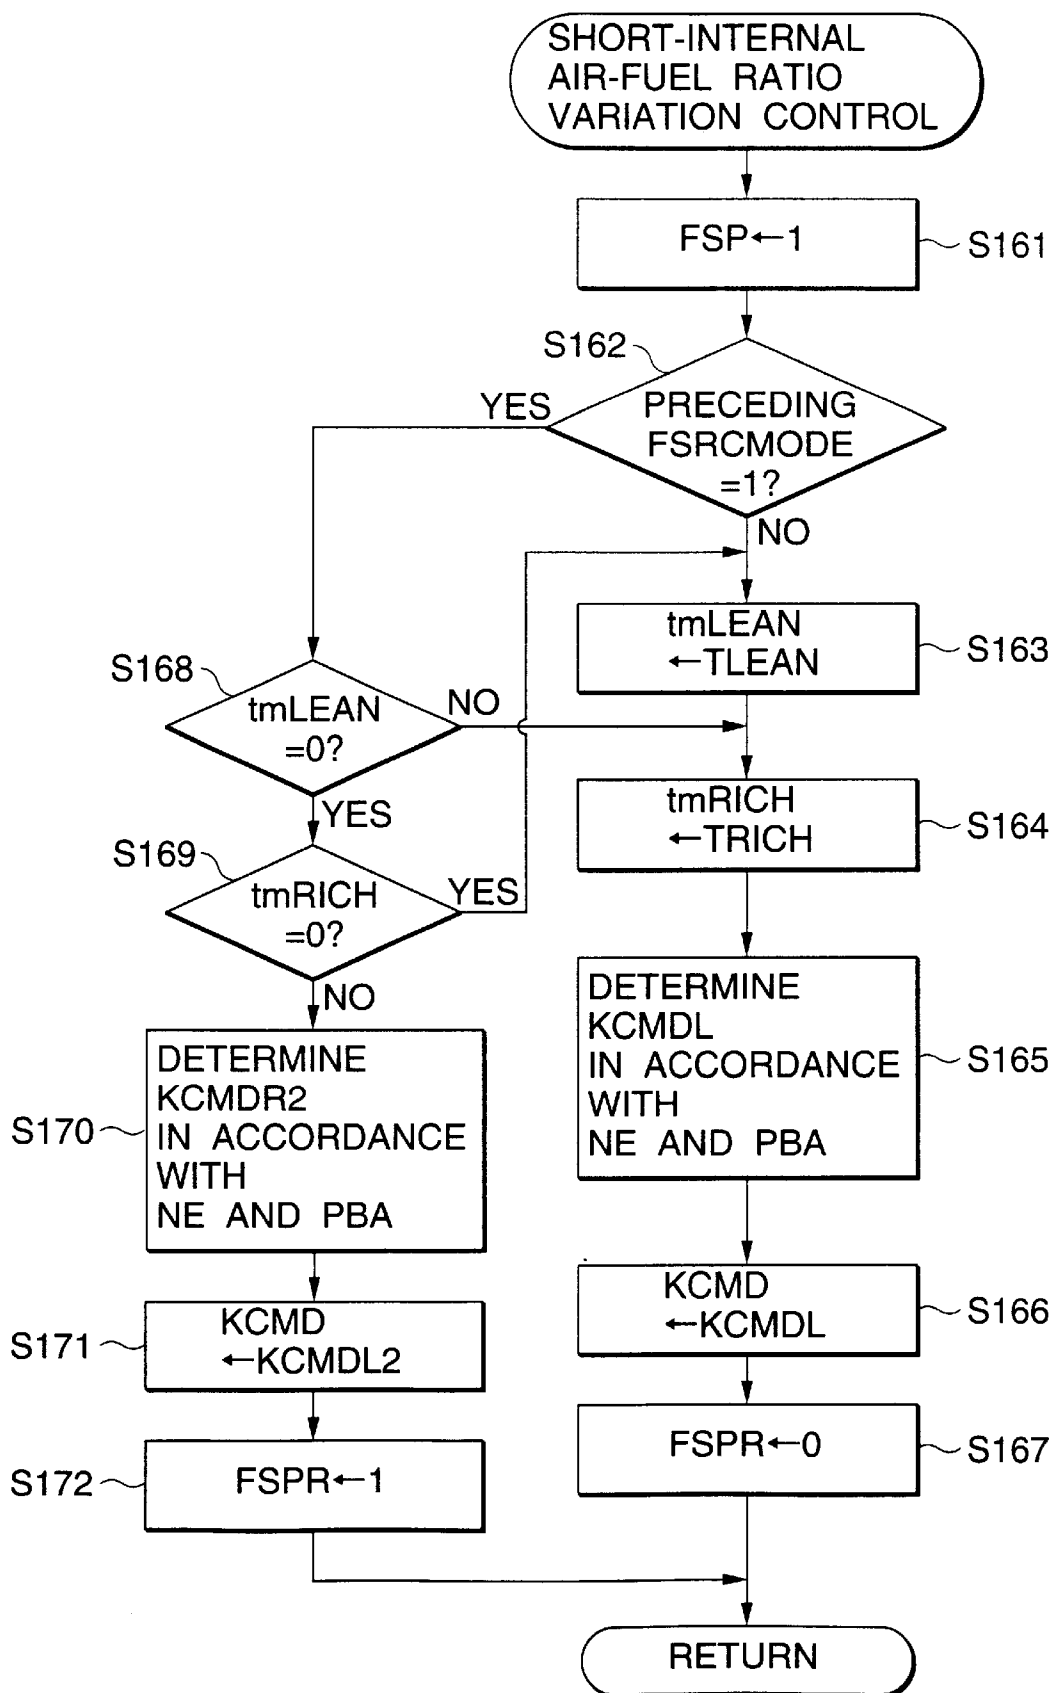 SHORT-INTERNAL
AIR-FUEL RATIO
VARIATION CONTROL
FSP←1
S161
S162
PRECEDING
FSRCMODE
=1?
YES
NO
tmLEAN
←TLEAN
S163
S168
tmLEAN
=0?
NO
YES
tmRICH
←TRICH
S164
S169
tmRICH
=0?
YES
NO
DETERMINE
KCMDL
IN ACCORDANCE
WITH
NE AND PBA
S165
DETERMINE
KCMDR2
IN ACCORDANCE
WITH
NE AND PBA
S170
KCMD
←KCMDL
S166
KCMD
←KCMDL2
S171
FSPR←0
S167
FSPR←1
S172
RETURN